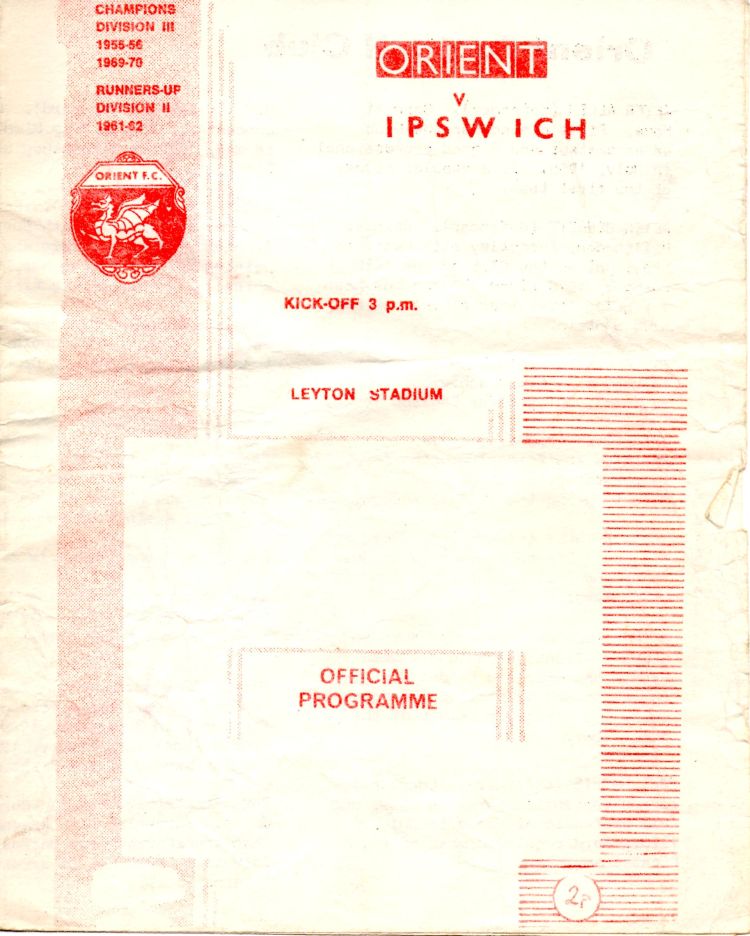 CHAMPIONS
DIVISION III
1955-56
1969-70
RUNNERS-UP
DIVISION II
1961-62
ORIENT F.C.
ORIENT
V
IPSWICH
KICK-OFF 3 p.m.
LEYTON STADIUM
OFFICIAL
PROGRAMME
2p